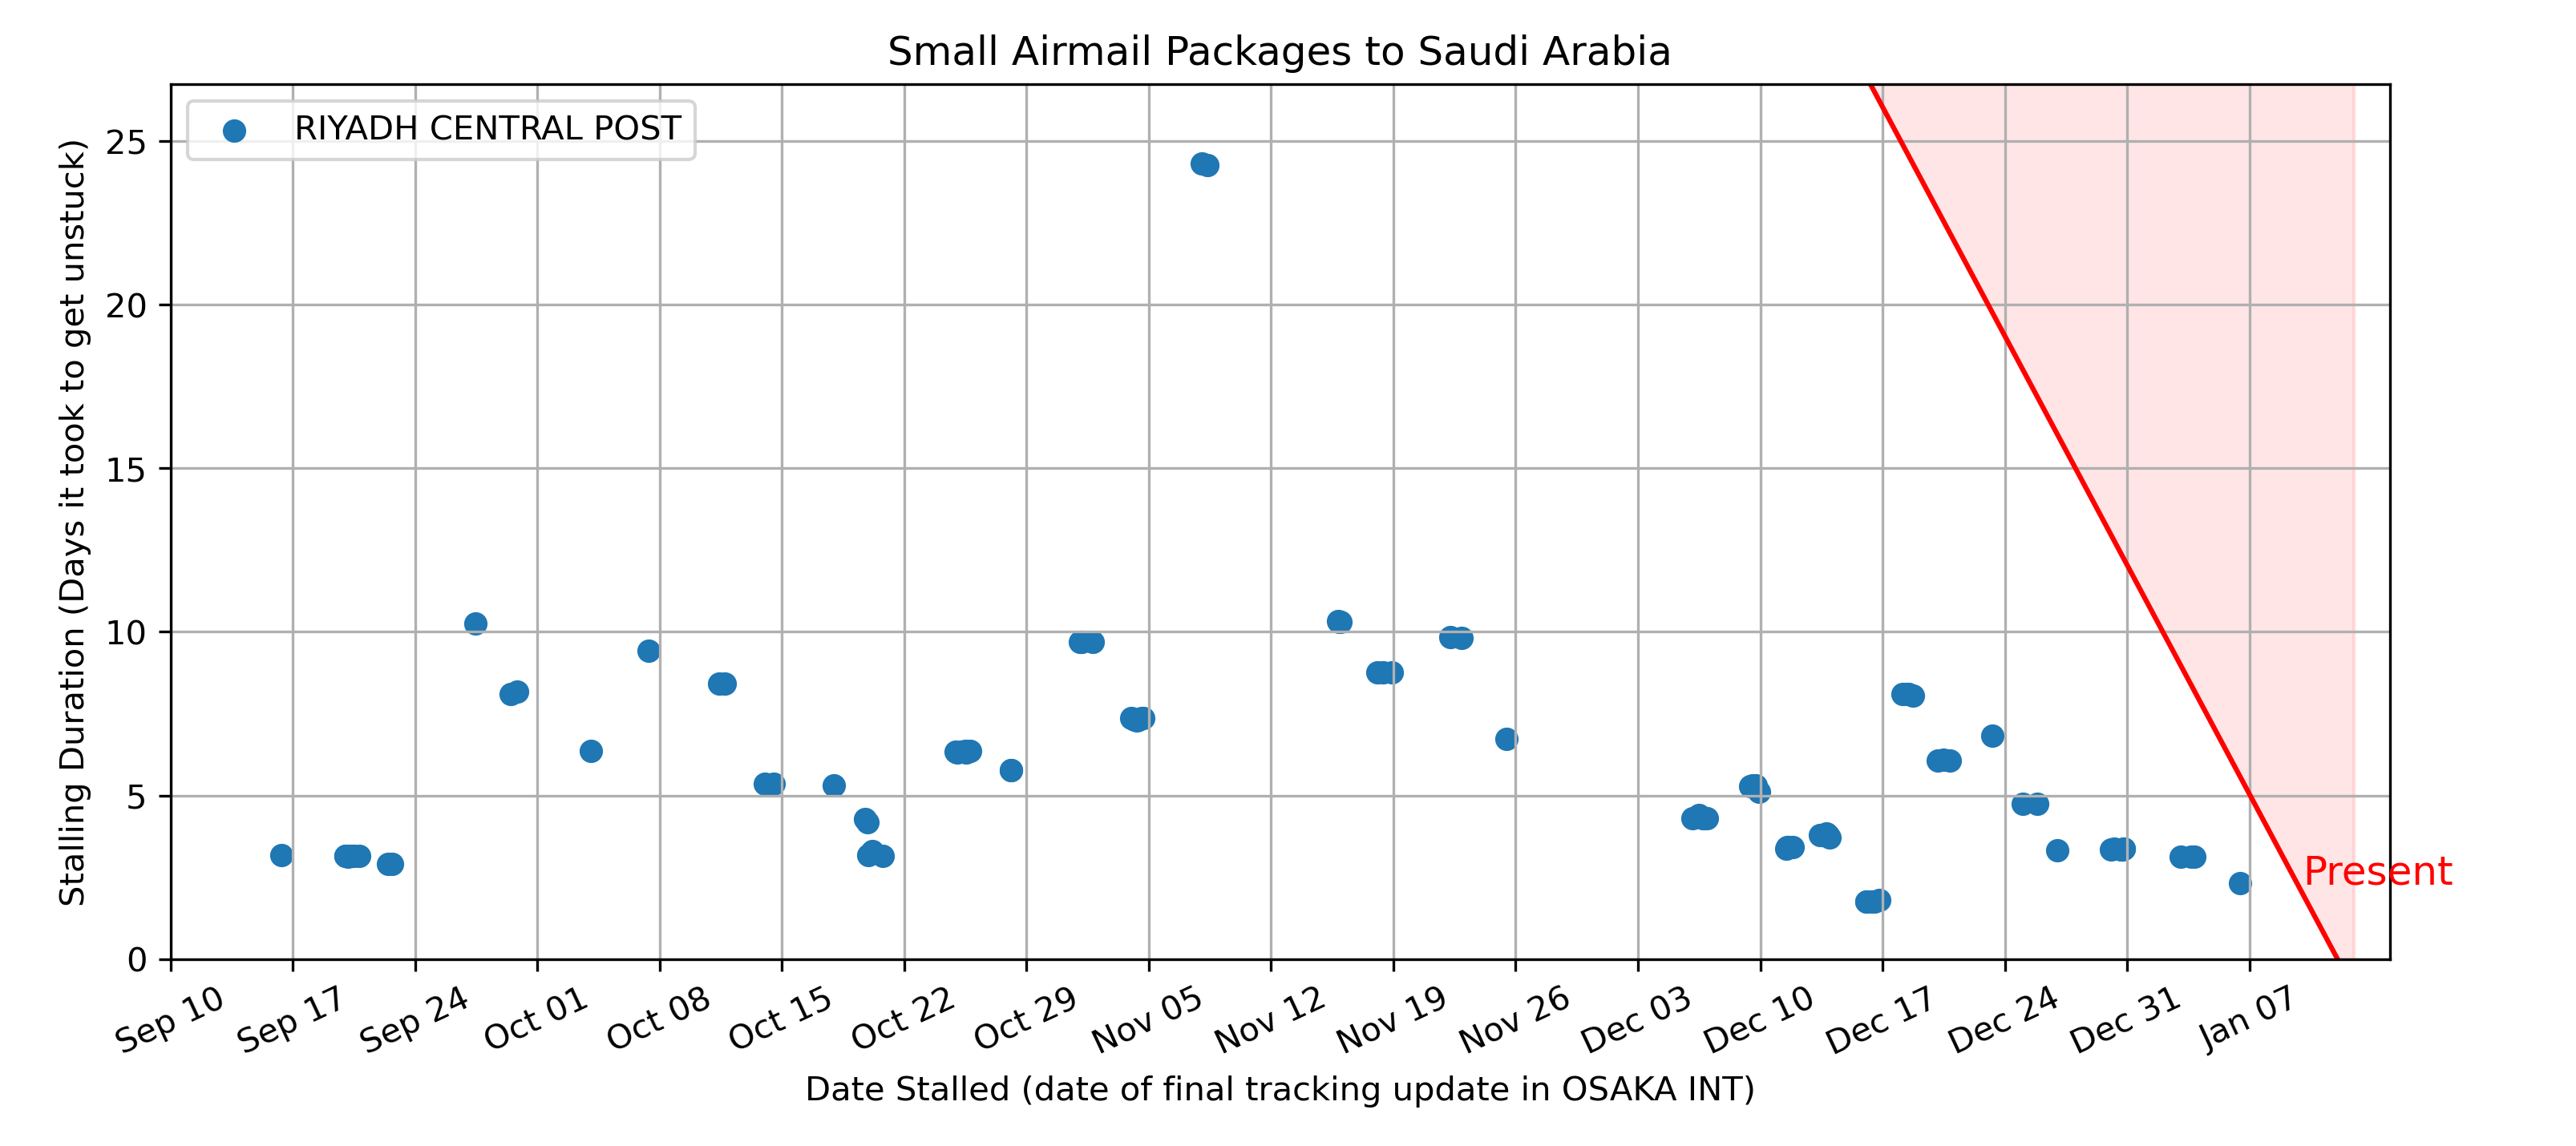 Small Airmail Packages to Saudi Arabia
RIYADH CENTRAL POST
Stalling Duration (Days it took to get unstuck)
25
20
15
10
5
0
Present
Sep 10
Sep 17
Sep 24
Oct 01
Oct 08
Oct 15
Oct 22
Oct 29
Nov 05
Nov 12
Nov 19
Nov 26
Dec 03
Dec 10
Dec 17
Dec 24
Dec 31
Jan 07
Date Stalled (date of final tracking update in OSAKA INT)